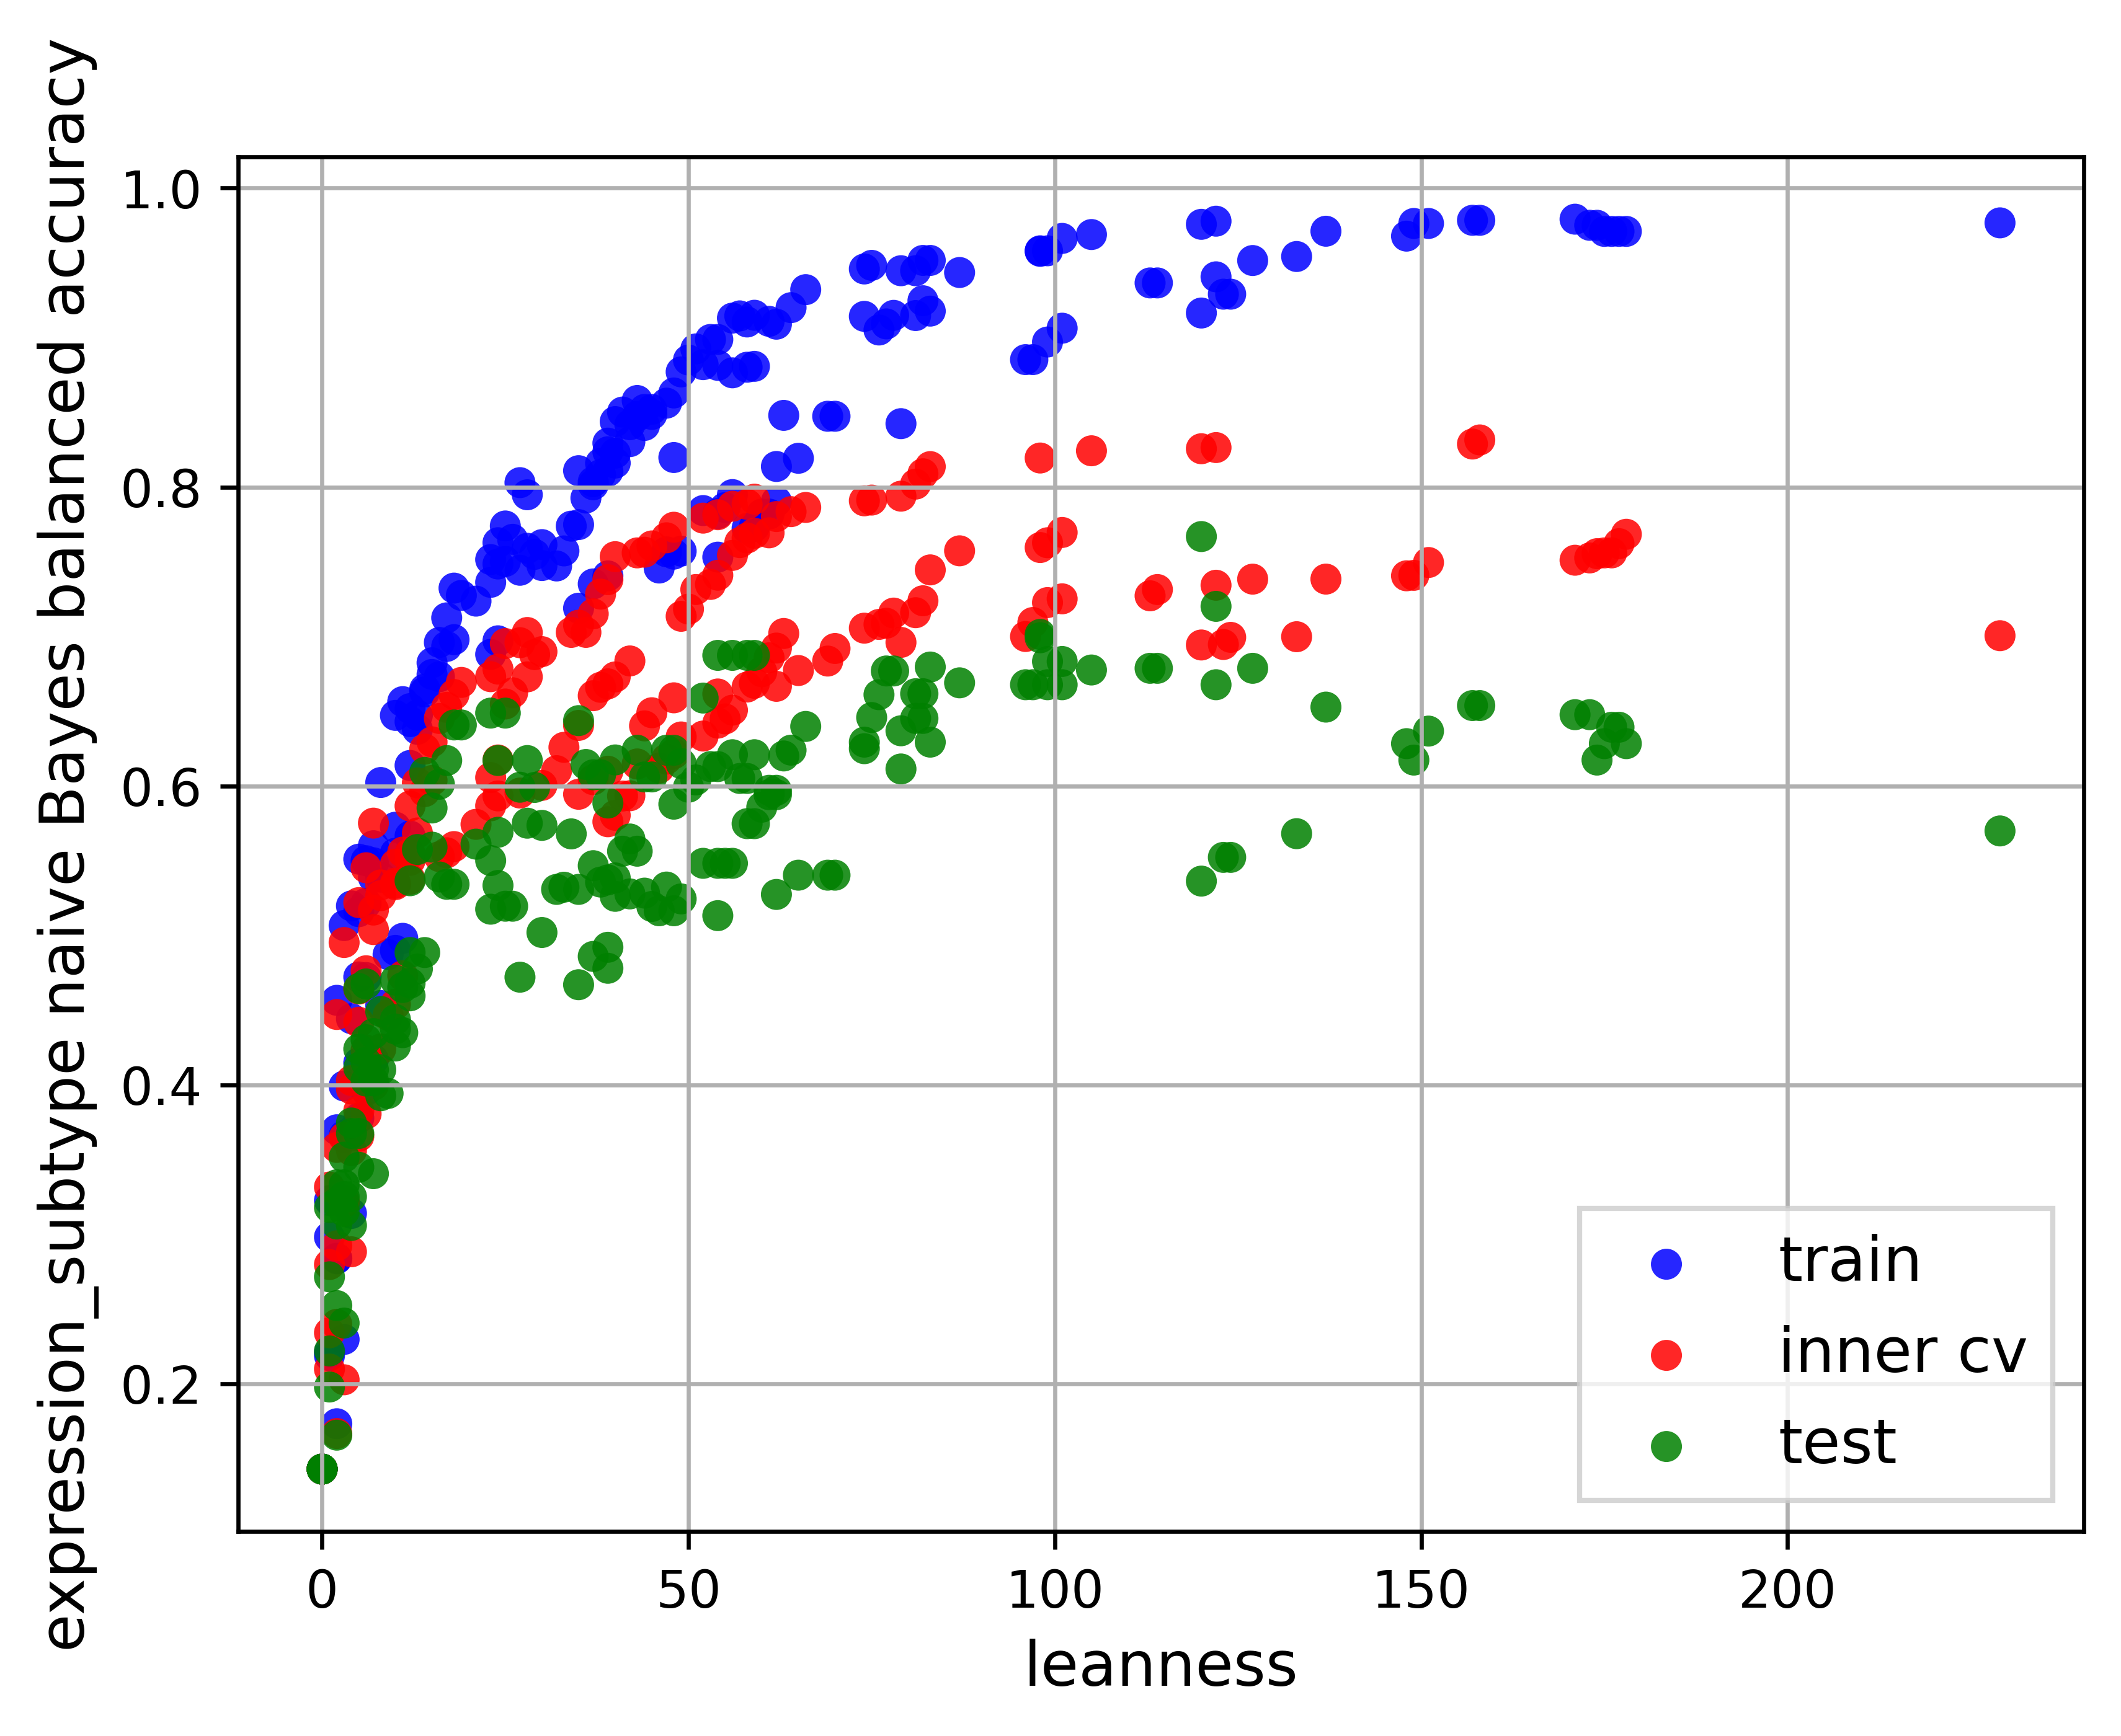 expression_subtype naive Bayes balanced accuracy
1.0
0.8
0.6
0.4
0.2
0 50 100 150 200
leanness
train
inner cv
test